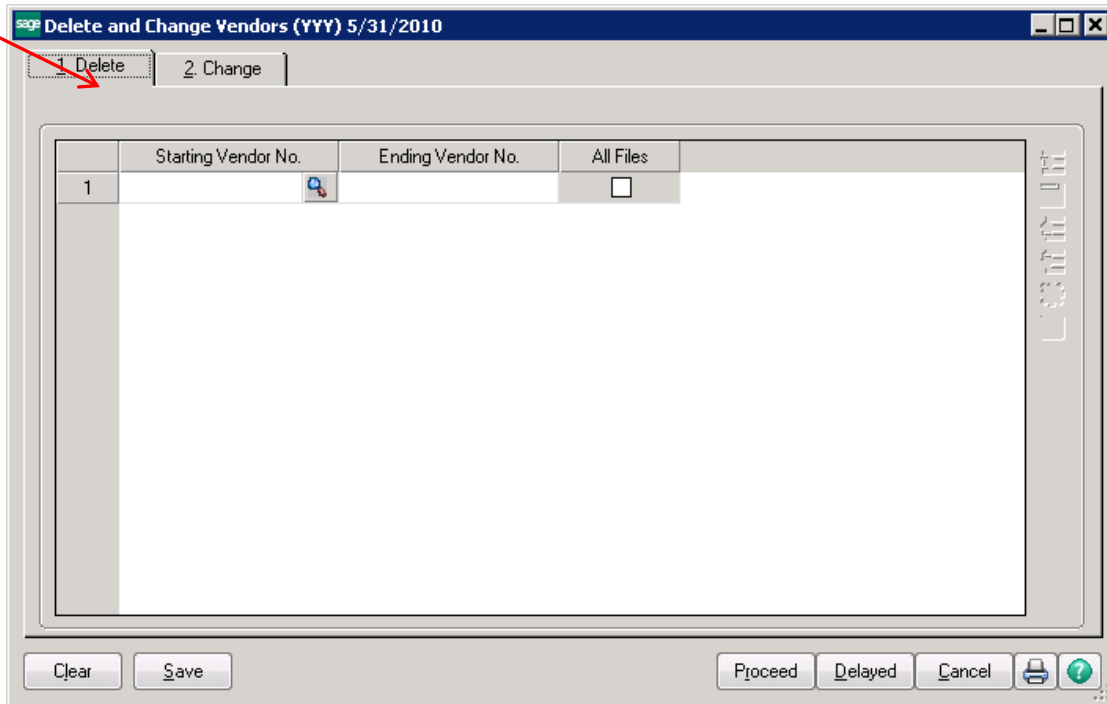 sage Delete and Change Vendors (YYY) 5/31/2010
1. Delete 2. Change
Starting Vendor No. Ending Vendor No. All Files
1
Clear Save Proceed Delayed Cancel ?